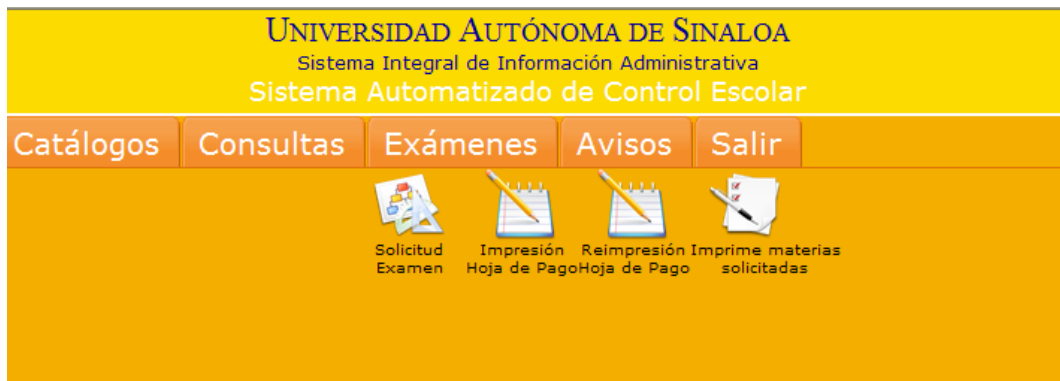 UNIVERSIDAD AUTÓNOMA DE SINALOA
Sistema Integral de Información Administrativa
Sistema Automatizado de Control Escolar
Catálogos Consultas Exámenes Avisos Salir
Solicitud Examen
Impresión Hoja de Pago
Reimpresión Hoja de Pago
Imprime materias solicitadas